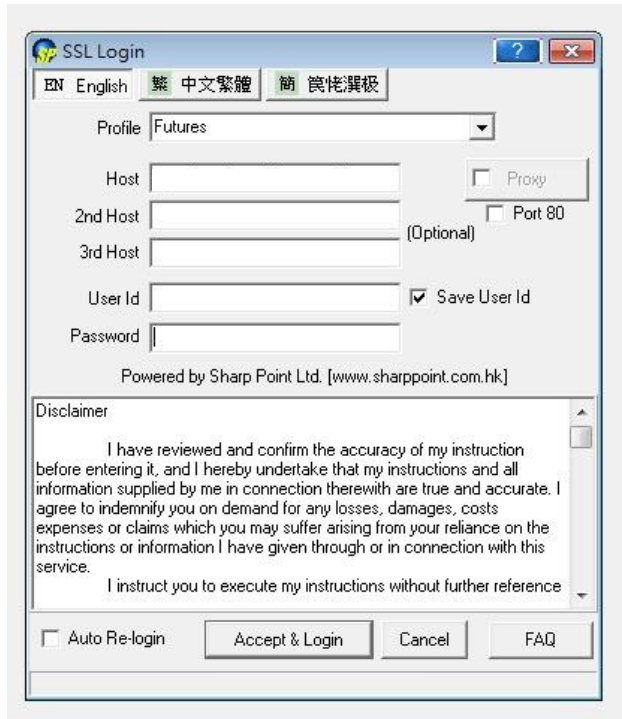 SSL Login
EN English 繁 中文繁體 簡 筧恅潠极
Profile Futures
Host
Proxy
2nd Host
Port 80
(Optional)
3rd Host
User Id
Save User Id
Password
Powered by Sharp Point Ltd. [www.sharppoint.com.hk]
Disclaimer
I have reviewed and confirm the accuracy of my instruction
before entering it, and I hereby undertake that my instructions and all
information supplied by me in connection therewith are true and accurate. I
agree to indemnify you on demand for any losses, damages, costs
expenses or claims which you may suffer arising from your reliance on the
instructions or information I have given through or in connection with this
service.
I instruct you to execute my instructions without further reference
Auto Re-login Accept & Login Cancel FAQ